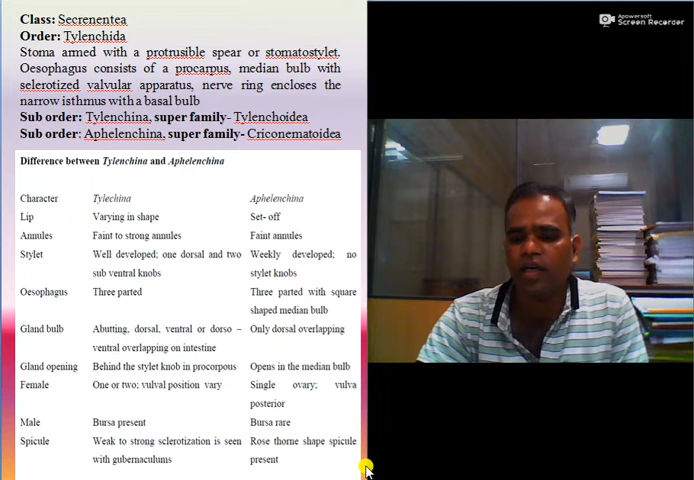 Class: Secrenentea
Order: Tylenchida
Stoma armed with a protrusible spear or stomatostylet.
Oesophagus consists of a procarpus, median bulb with
sclerotized valvular apparatus, nerve ring encloses the
narrow isthmus with a basal bulb
Sub order: Tylenchina, super family- Tylenchoidea
Sub order: Aphelenchina, super family- Criconematoidea
Difference between Tylenchina and Aphelenchina
Character Tylechina Aphelenchina
Lip Varying in shape Set- off
Annules Faint to strong annules Faint annules
Stylet Well developed; one dorsal and two Weekly developed; no
sub ventral knobs stylet knobs
Oesophagus Three parted Three parted with square
shaped median bulb
Gland bulb Abutting, dorsal, ventral or dorso – Only dorsal overlapping
ventral overlapping on intestine
Gland opening Behind the stylet knob in procorpus Opens in the median bulb
Female One or two; vulval position vary Single ovary; vulva
posterior
Male Bursa present Bursa rare
Spicule Weak to strong sclerotization is seen Rose thorne shape spicule
with gubernaculums present
Apowersoft
Screen Recorder